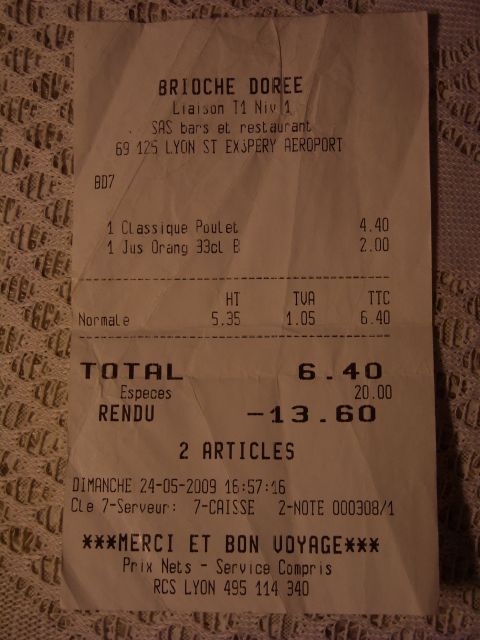 BRIOCHE DOREE
Liaison T1 Niv 1
SAS bars et restaurant
69 125 LYON ST EXJPERY AEROPORT
BD7
1 Classique Poulet 4.40
1 Jus Orang 33cl B 2.00
HT TVA TTC
Normale 5.35 1.05 6.40
TOTAL 6.40
Especes 20.00
RENDU -13.60
2 ARTICLES
DIMANCHE 24-05-2009 16:57:16
Cle 7-Serveur: 7-CAISSE 2-NOTE 000308/1
***MERCI ET BON VOYAGE***
Prix Nets - Service Compris
RCS LYON 495 114 340